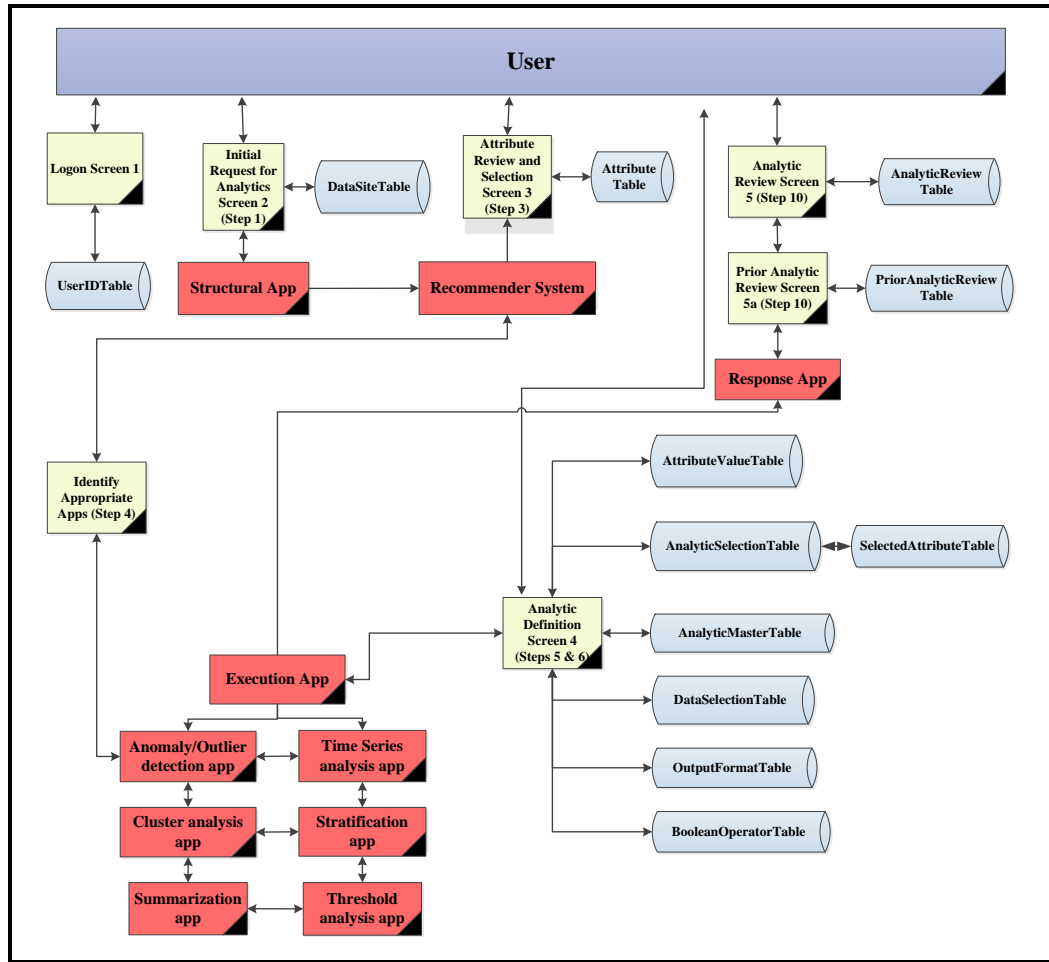 User
Logon Screen 1
Initial
Request for
Analytics
Screen 2
(Step 1)
DataSiteTable
Attribute
Review and
Selection
Screen 3
(Step 3)
Attribute
Table
Analytic
Review Screen
5 (Step 10)
AnalyticReview
Table
UserIDTable
Structural App
Recommender System
Prior Analytic
Review Screen
5a (Step 10)
PriorAnalyticReview
Table
Response App
Identify
Appropriate
Apps (Step 4)
AttributeValueTable
AnalyticSelectionTable
SelectedAttributeTable
Analytic
Definition
Screen 4
(Steps 5 & 6)
AnalyticMasterTable
Execution App
DataSelectionTable
Anomaly/Outlier
detection app
Time Series
analysis app
OutputFormatTable
Cluster analysis
app
Stratification
app
BooleanOperatorTable
Summarization
app
Threshold
analysis app